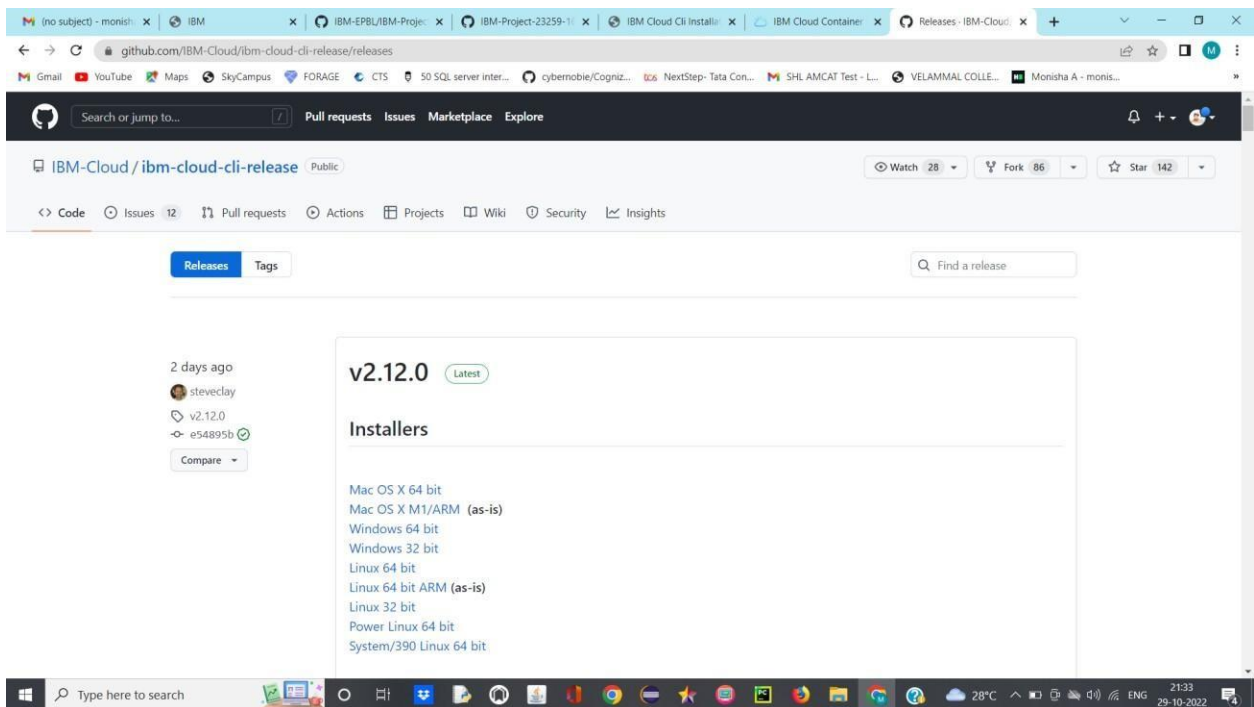 (no subject) - monish
IBM
IBM-EPBL/IBM-Projec
IBM-Project-23259-1
IBM Cloud Cli Installa
IBM Cloud Container
Releases · IBM-Cloud
github.com/IBM-Cloud/ibm-cloud-cli-release/releases
M
Gmail YouTube Maps SkyCampus FORAGE CTS 50 SQL server inter... cybernobie/Cogniz... NextStep- Tata Con... SHL AMCAT Test - L... VELAMMAL COLLE... Monisha A - monis... »
Search or jump to... / Pull requests Issues Marketplace Explore
IBM-Cloud / ibm-cloud-cli-release Public Watch 28 Fork 86 Star 142
<> Code Issues 12 Pull requests Actions Projects Wiki Security Insights
Releases Tags Find a release
2 days ago
steveclay
v2.12.0
e54895b
Compare
v2.12.0 Latest
Installers
Mac OS X 64 bit
Mac OS X M1/ARM (as-is)
Windows 64 bit
Windows 32 bit
Linux 64 bit
Linux 64 bit ARM (as-is)
Linux 32 bit
Power Linux 64 bit
System/390 Linux 64 bit
Type here to search 28°C ENG 21:33
29-10-2022
4